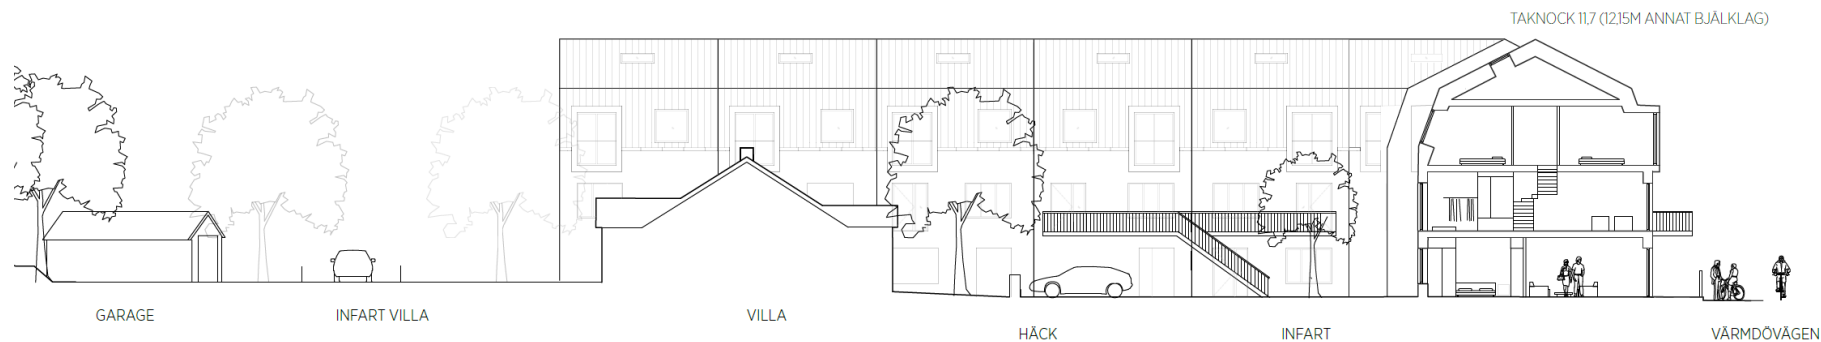 TAKNOCK 11,7 (12,15M ANNAT BJÄLKLAG)
GARAGE
INFART VILLA
VILLA
HÄCK
INFART
VÄRMDÖVÄGEN